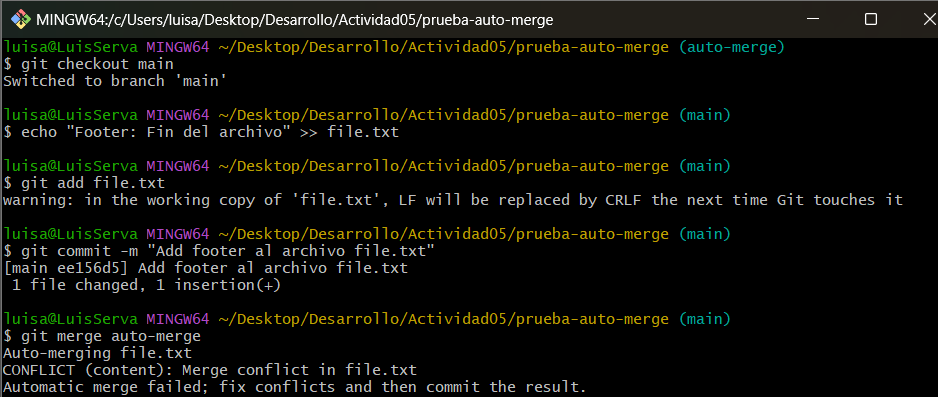 MINGW64:/c/Users/luisa/Desktop/Desarrollo/Actividad05/prueba-auto-merge
luisa@LuisServa MINGW64 ~/Desktop/Desarrollo/Actividad05/prueba-auto-merge (auto-merge)
$ git checkout main
Switched to branch 'main'
luisa@LuisServa MINGW64 ~/Desktop/Desarrollo/Actividad05/prueba-auto-merge (main)
$ echo "Footer: Fin del archivo" >> file.txt
luisa@LuisServa MINGW64 ~/Desktop/Desarrollo/Actividad05/prueba-auto-merge (main)
$ git add file.txt
warning: in the working copy of 'file.txt', LF will be replaced by CRLF the next time Git touches it
luisa@LuisServa MINGW64 ~/Desktop/Desarrollo/Actividad05/prueba-auto-merge (main)
$ git commit -m "Add footer al archivo file.txt"
[main ee156d5] Add footer al archivo file.txt
 1 file changed, 1 insertion(+)
luisa@LuisServa MINGW64 ~/Desktop/Desarrollo/Actividad05/prueba-auto-merge (main)
$ git merge auto-merge
Auto-merging file.txt
CONFLICT (content): Merge conflict in file.txt
Automatic merge failed; fix conflicts and then commit the result.